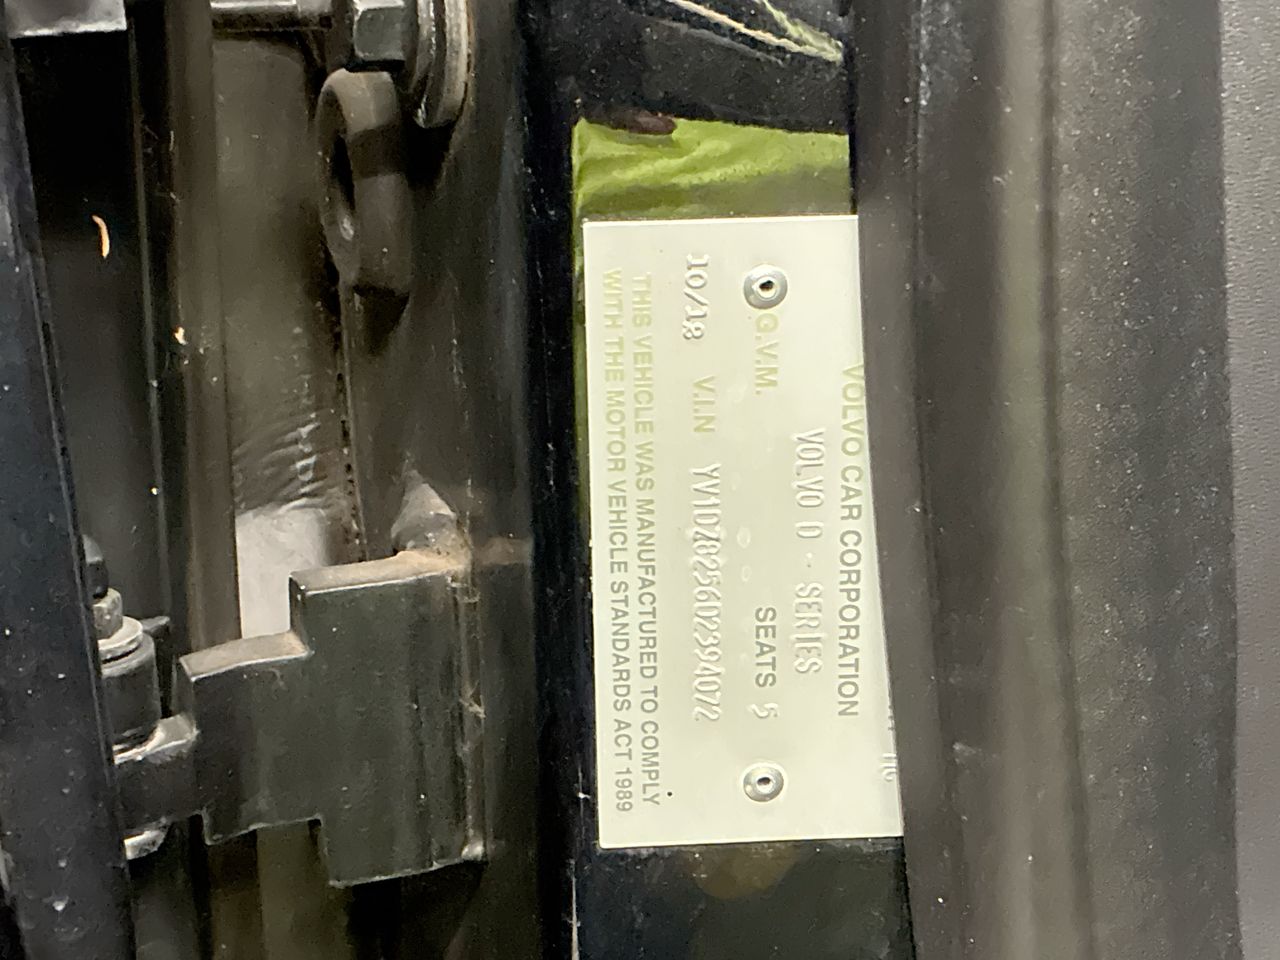 VOLVO CAR CORPORATION
VOLVO D - SERIES
G.V.M. SEATS 5
10/18 V.I.N YV1DZ8256D2394072
THIS VEHICLE WAS MANUFACTURED TO COMPLY
WITH THE MOTOR VEHICLE STANDARDS ACT 1989